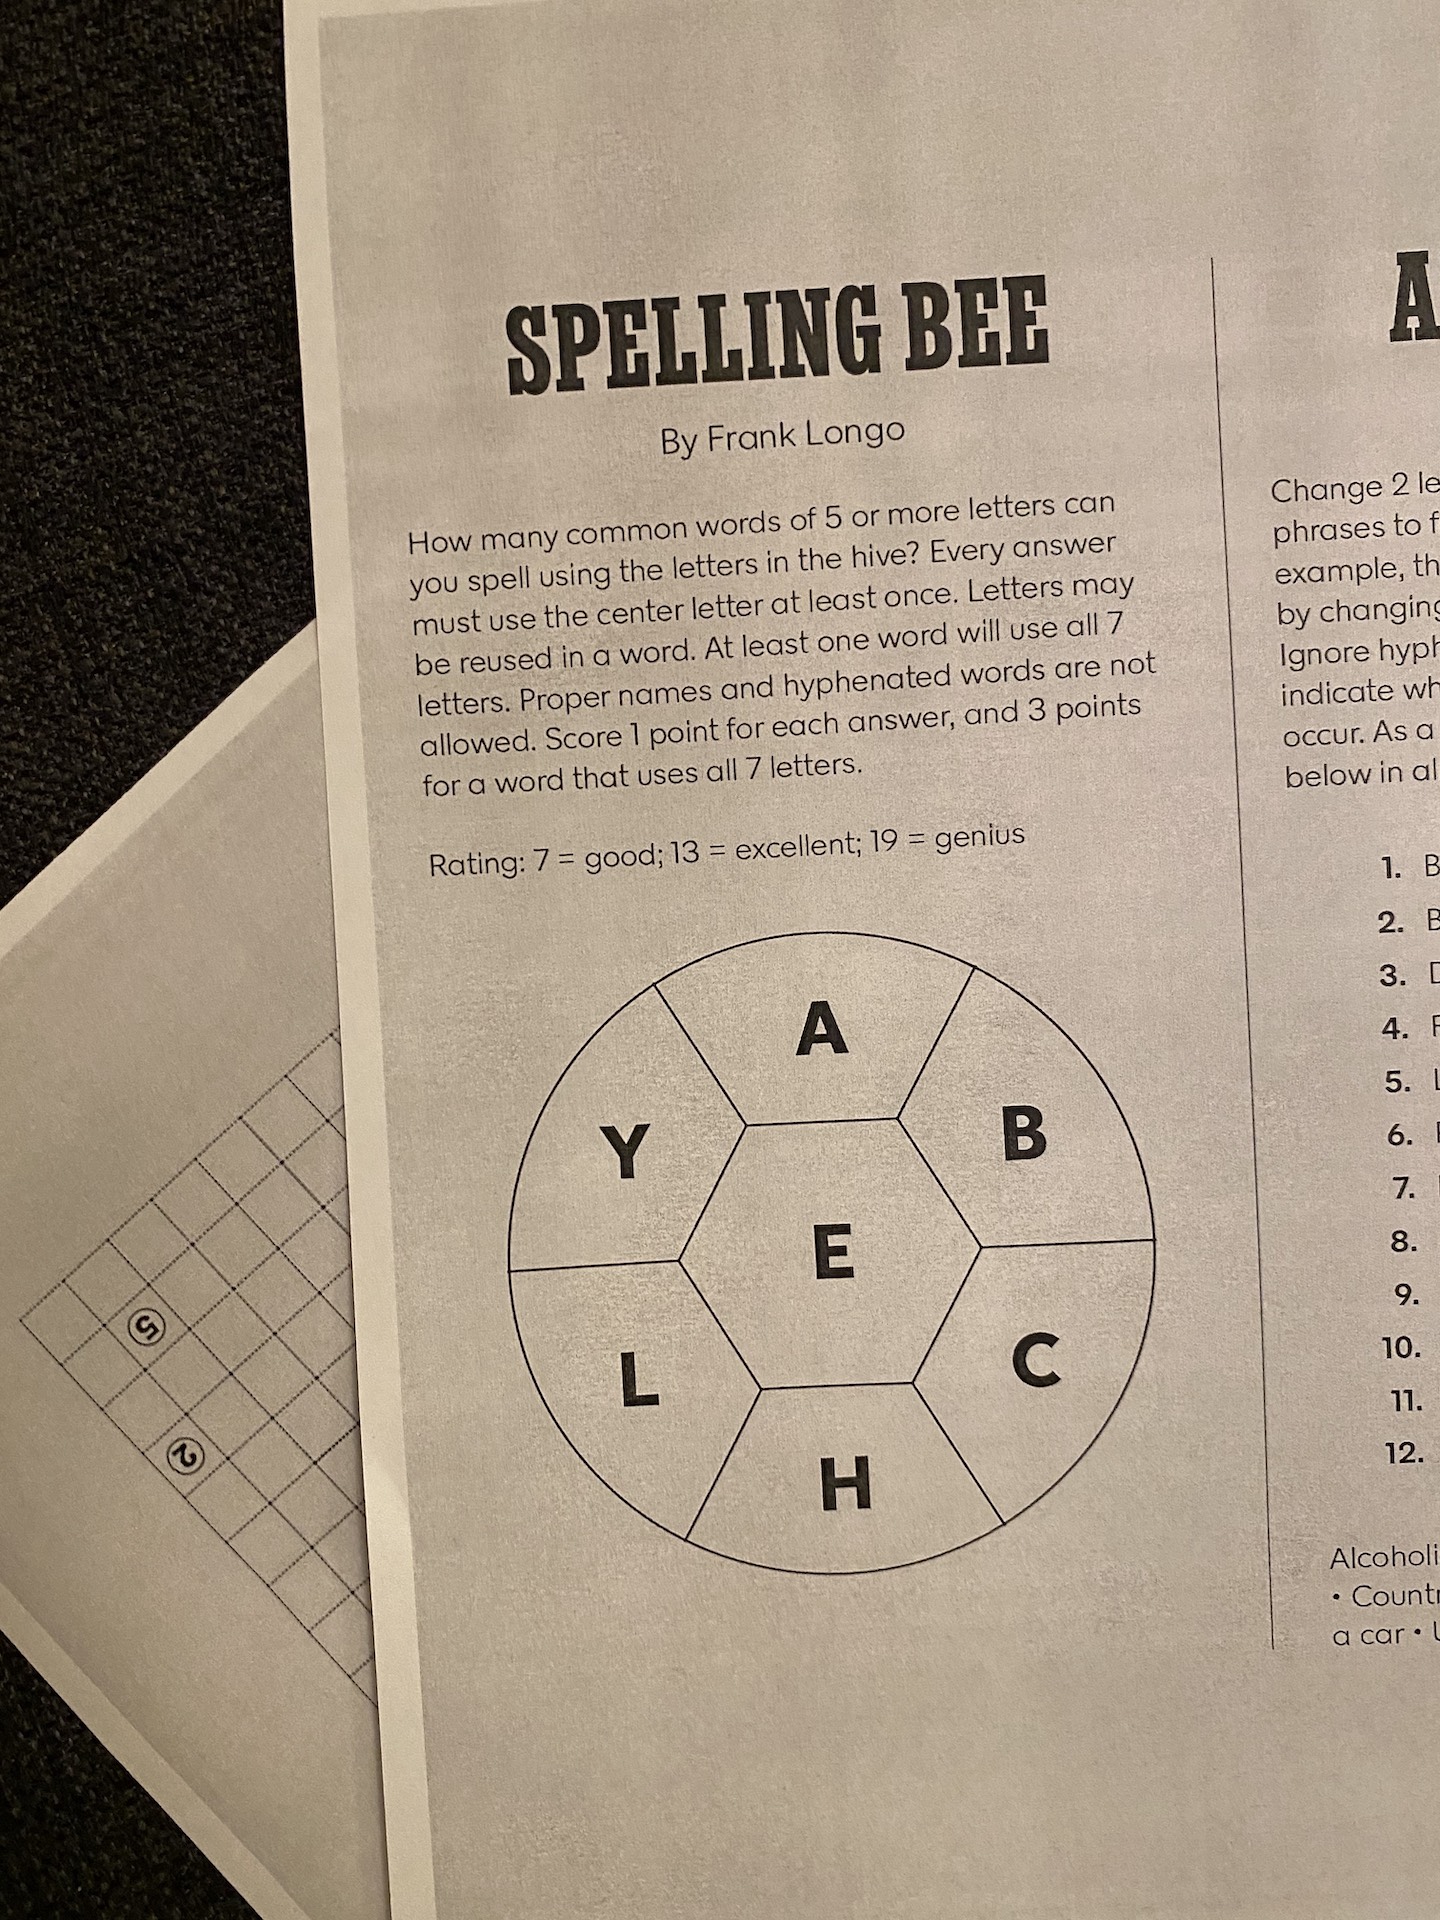 SPELLING BEE
By Frank Longo
How many common words of 5 or more letters can
you spell using the letters in the hive? Every answer
must use the center letter at least once. Letters may
be reused in a word. At least one word will use all 7
letters. Proper names and hyphenated words are not
allowed. Score 1 point for each answer, and 3 points
for a word that uses all 7 letters.
Rating: 7 = good; 13 = excellent; 19 = genius
A
Y
B
E
L
C
H
5
2
A
Change 2 le
phrases to f
example, th
by changing
Ignore hyph
indicate wh
occur. As a
below in al
1. B
2. B
3.
4. F
5.
6.
7.
8.
9.
10.
11.
12.
Alcoholi
• Countr
a car •